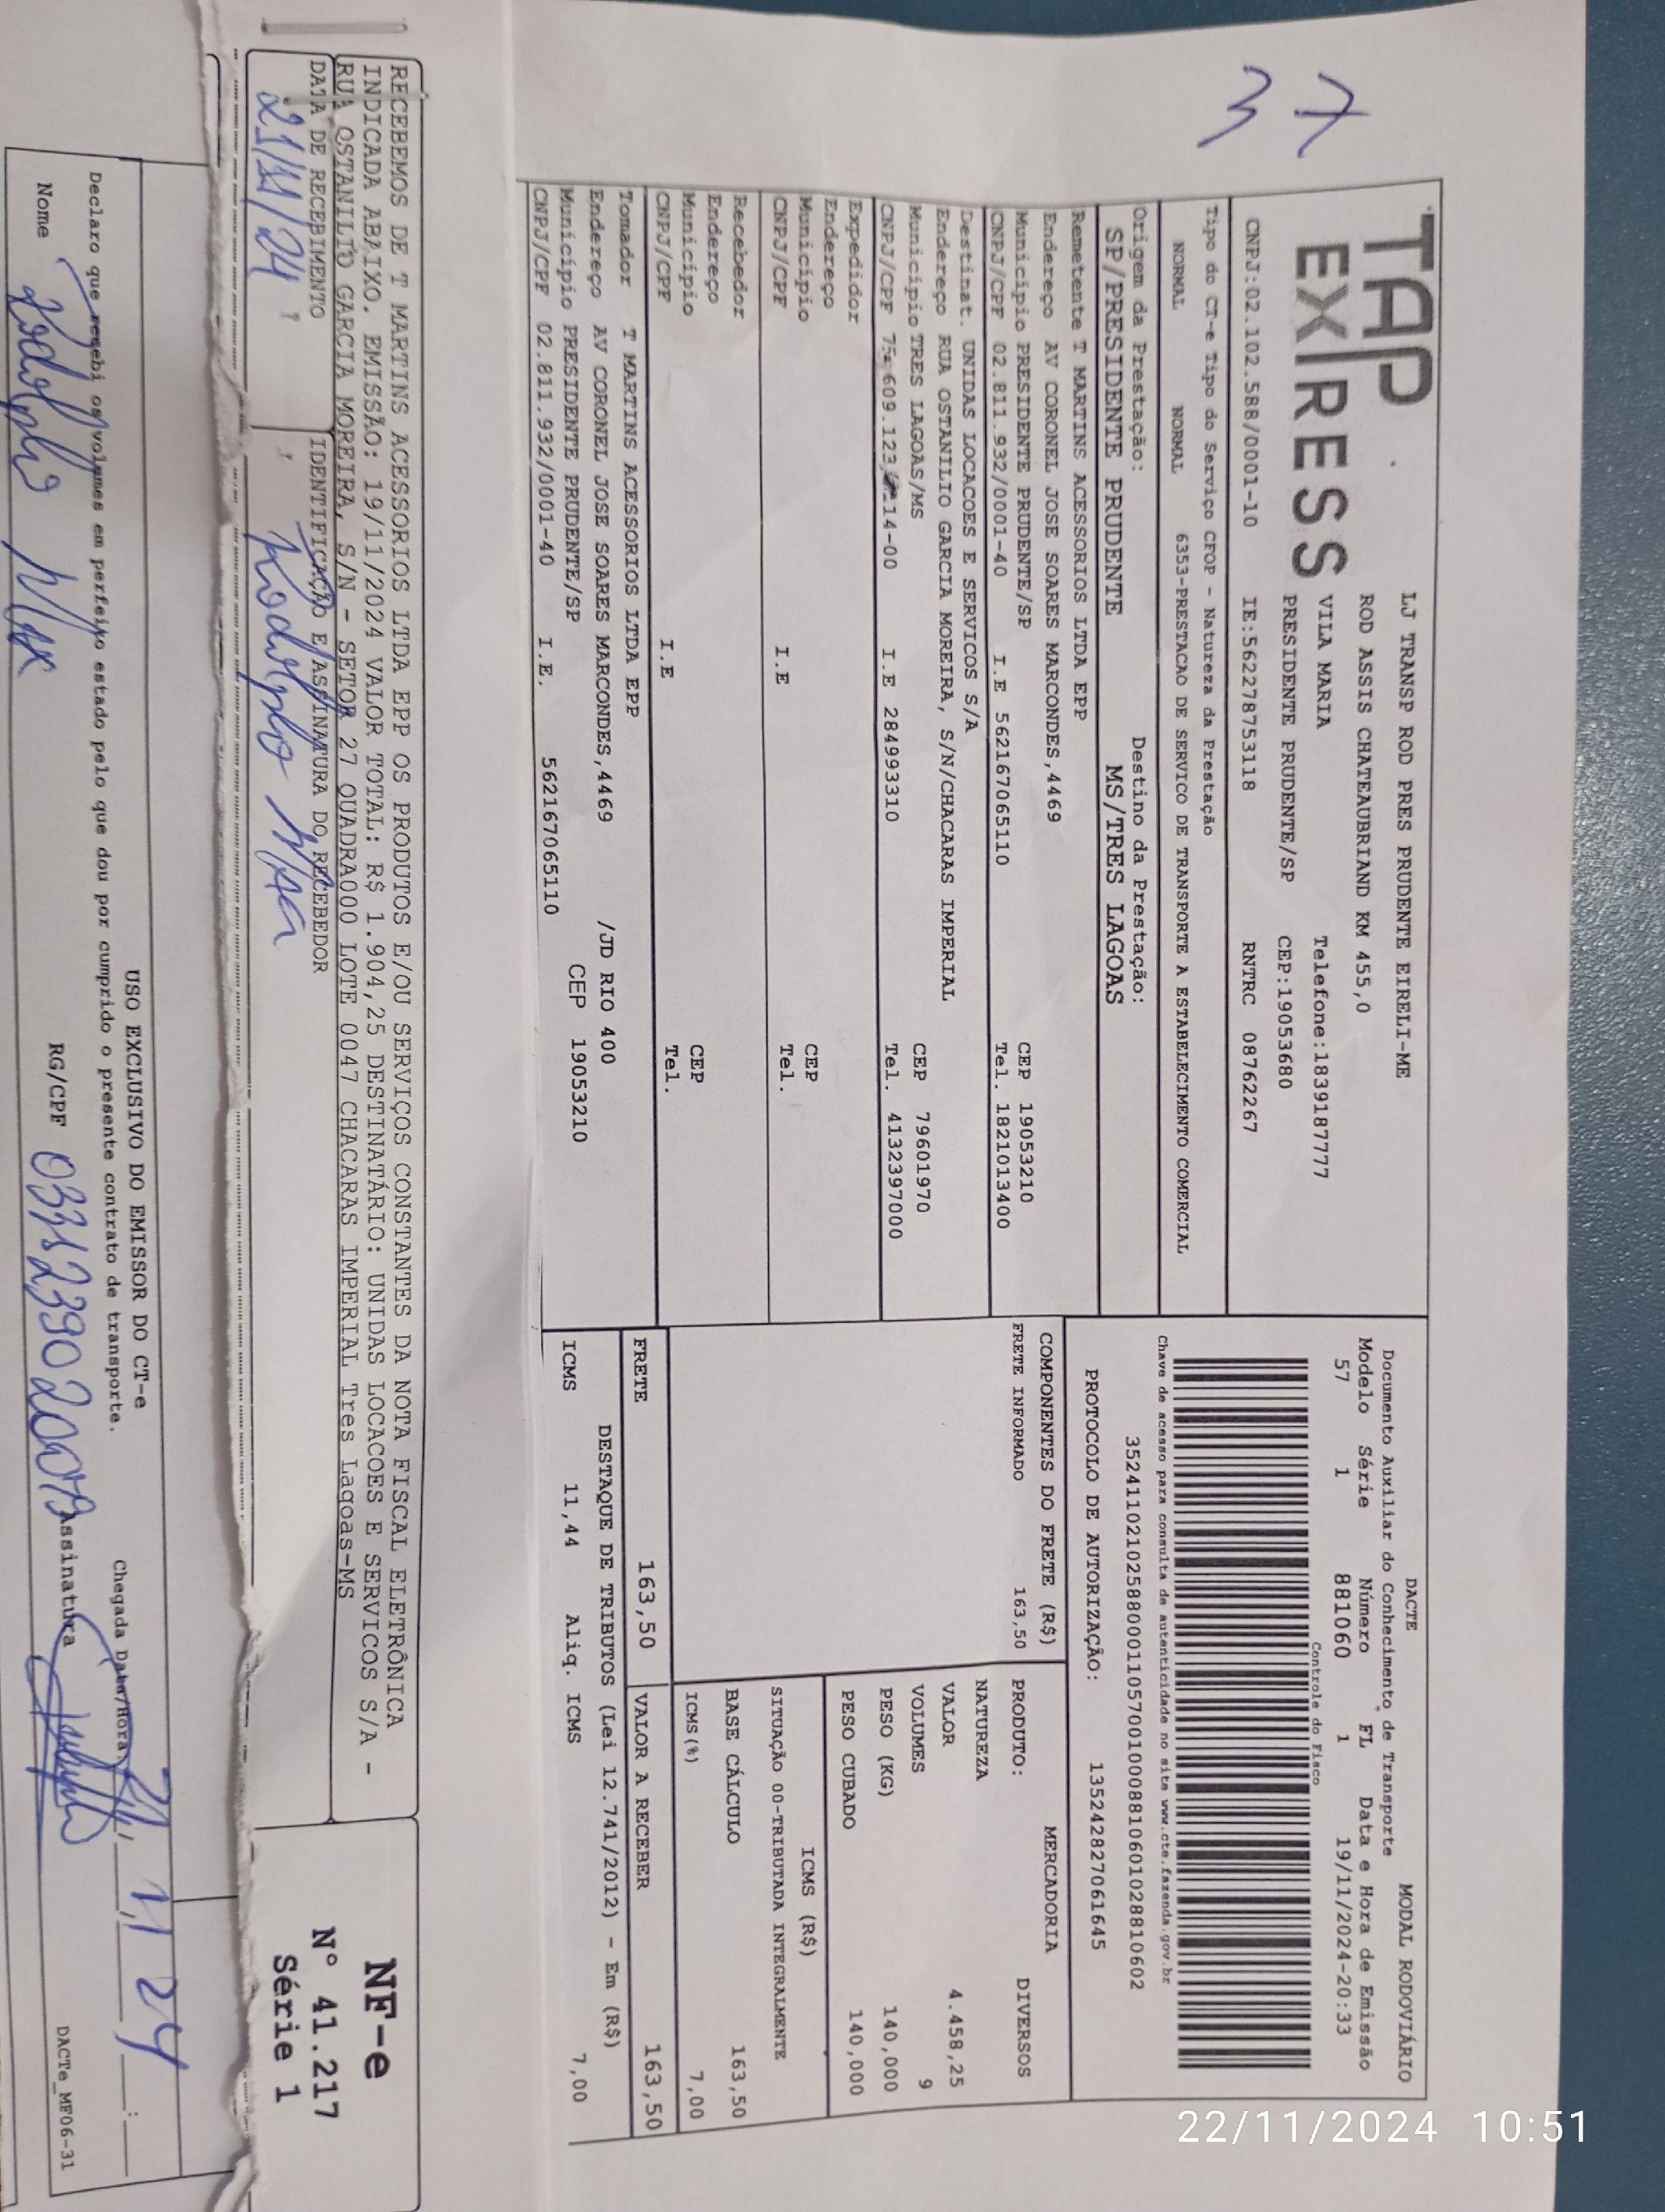 37
TAP
EXPRESS
LJ TRANSP ROD PRES PRUDENTE EIRELI-ME
ROD ASSIS CHATEAUBRIAND KM 455,0
VILA MARIA Telefone:1839187777
PRESIDENTE PRUDENTE/SP CEP:19053680
CNPJ:02.102.588/0001-10 IE:562278753118 RNTRC 08762267
Tipo do CT-e Tipo do Serviço CFOP - Natureza da Prestação
NORMAL NORMAL 6353-PRESTACAO DE SERVICO DE TRANSPORTE A ESTABELECIMENTO COMERCIAL
Origem da Prestação: Destino da Prestação:
SP/PRESIDENTE PRUDENTE MS/TRES LAGOAS
Remetente T MARTINS ACESSORIOS LTDA EPP
Endereço AV CORONEL JOSE SOARES MARCONDES,4469
Município PRESIDENTE PRUDENTE/SP CEP 19053210
CNPJ/CPF 02.811.932/0001-40 I.E 562167065110 Tel. 1821013400
Destinat. UNIDAS LOCACOES E SERVICOS S/A
Endereço RUA OSTANILIO GARCIA MOREIRA, S/N/CHACARAS IMPERIAL
Município TRES LAGOAS/MS CEP 79601970
CNPJ/CPF 75.609.123 14-00 I.E 284993310 Tel. 4132397000
Expedidor
Endereço
Município CEP
CNPJ/CPF I.E Tel.
Recebedor
Endereço
Município CEP
CNPJ/CPF I.E Tel.
Tomador T MARTINS ACESSORIOS LTDA EPP
Endereço AV CORONEL JOSE SOARES MARCONDES,4469 /JD RIO 400
Município PRESIDENTE PRUDENTE/SP CEP 19053210
CNPJ/CPF 02.811.932/0001-40 I.E. 562167065110
DACTE MODAL RODOVIÁRIO
Documento Auxiliar do Conhecimento de Transporte
Modelo Série Número FL Data e Hora de Emissão
57 1 881060 1 19/11/2024-20:33
Controle do Fisco
Chave de acesso para consulta de autenticidade no site www.cte.fazenda.gov.br
35241102102588000110570010008810601028810602
PROTOCOLO DE AUTORIZAÇÃO: 135242827061645
COMPONENTES DO FRETE (R$)
FRETE INFORMADO 163,50
MERCADORIA
PRODUTO: DIVERSOS
NATUREZA
VALOR 4.458,25
VOLUMES 9
PESO (KG) 140,000
PESO CUBADO 140,000
ICMS (R$)
SITUAÇÃO 00-TRIBUTADA INTEGRALMENTE
BASE CÁLCULO 163,50
ICMS(%) 7,00
FRETE 163,50 VALOR A RECEBER 163,50
DESTAQUE DE TRIBUTOS (Lei 12.741/2012) - Em (R$)
ICMS 11,44 Aliq. ICMS 7,00
RECEBEMOS DE T MARTINS ACESSORIOS LTDA EPP OS PRODUTOS E/OU SERVIÇOS CONSTANTES DA NOTA FISCAL ELETRÔNICA
INDICADA ABAIXO. EMISSÃO: 19/11/2024 VALOR TOTAL: R$ 1.904,25 DESTINATÁRIO: UNIDAS LOCACOES E SERVICOS S/A -
RUA OSTANILIO GARCIA MOREIRA, S/N - SETOR 27 QUADRA000 LOTE 0047 CHACARAS IMPERIAL Tres Lagoas-MS
DATA DE RECEBIMENTO IDENTIFICAÇÃO E ASSINATURA DO RECEBEDOR
21/11/24 Rodolpho
NF-e
Nº 41.217
Série 1
USO EXCLUSIVO DO EMISSOR DO CT-e
Declaro que recebi os volumes em perfeito estado pelo que dou por cumprido o presente contrato de transporte.
Chegada Data/Hora: 21 11 24
Nome Rodolpho RG/CPF Assinatura
DACTe_MF06-31
22/11/2024 10:51